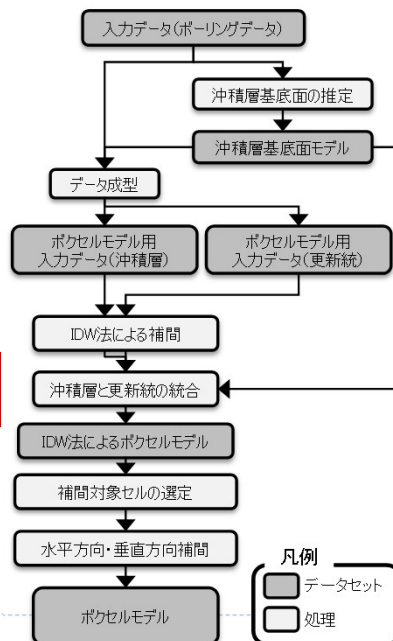 入力データ(ボーリングデータ)
沖積層基底面の推定
沖積層基底面モデル
データ成型
ボクセルモデル用
入力データ(沖積層)
ボクセルモデル用
入力データ(更新統)
IDW法による補間
沖積層と更新統の統合
IDW法によるボクセルモデル
補間対象セルの選定
水平方向・垂直方向補間
ボクセルモデル
凡例
データセット
処理